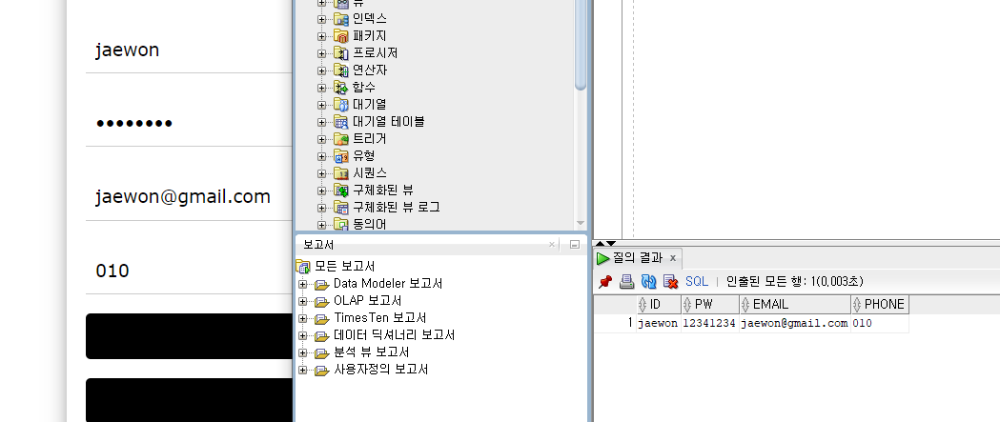 jaewon
••••••••
jaewon@gmail.com
010
뷰
인덱스
패키지
프로시저
연산자
함수
대기열
대기열 테이블
트리거
유형
시퀀스
구체화된 뷰
구체화된 뷰 로그
동의어
보고서
모든 보고서
Data Modeler 보고서
OLAP 보고서
TimesTen 보고서
데이터 딕셔너리 보고서
분석 뷰 보고서
사용자정의 보고서
질의 결과 x
SQL | 인출된 모든 행: 1(0,003초)
ID PW EMAIL PHONE
1 jaewon 12341234 jaewon@gmail.com 010